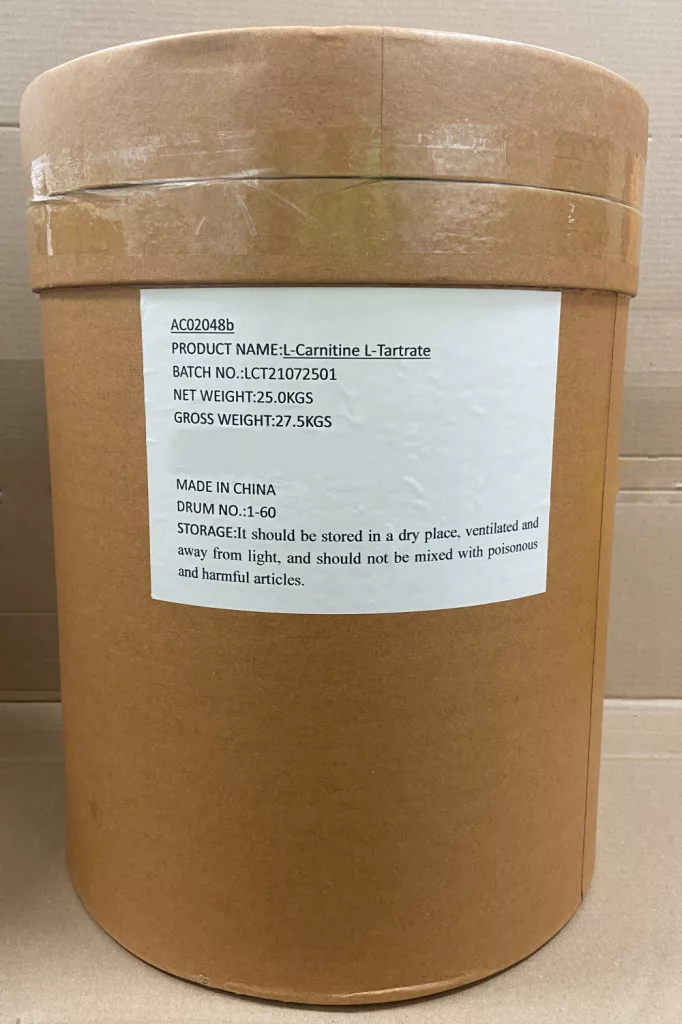 AC02048b
PRODUCT NAME:L-Carnitine L-Tartrate
BATCH NO.:LCT21072501
NET WEIGHT:25.0KGS
GROSS WEIGHT:27.5KGS
MADE IN CHINA
DRUM NO.:1-60
STORAGE:It should be stored in a dry place, ventilated and
away from light, and should not be mixed with poisonous
and harmful articles.